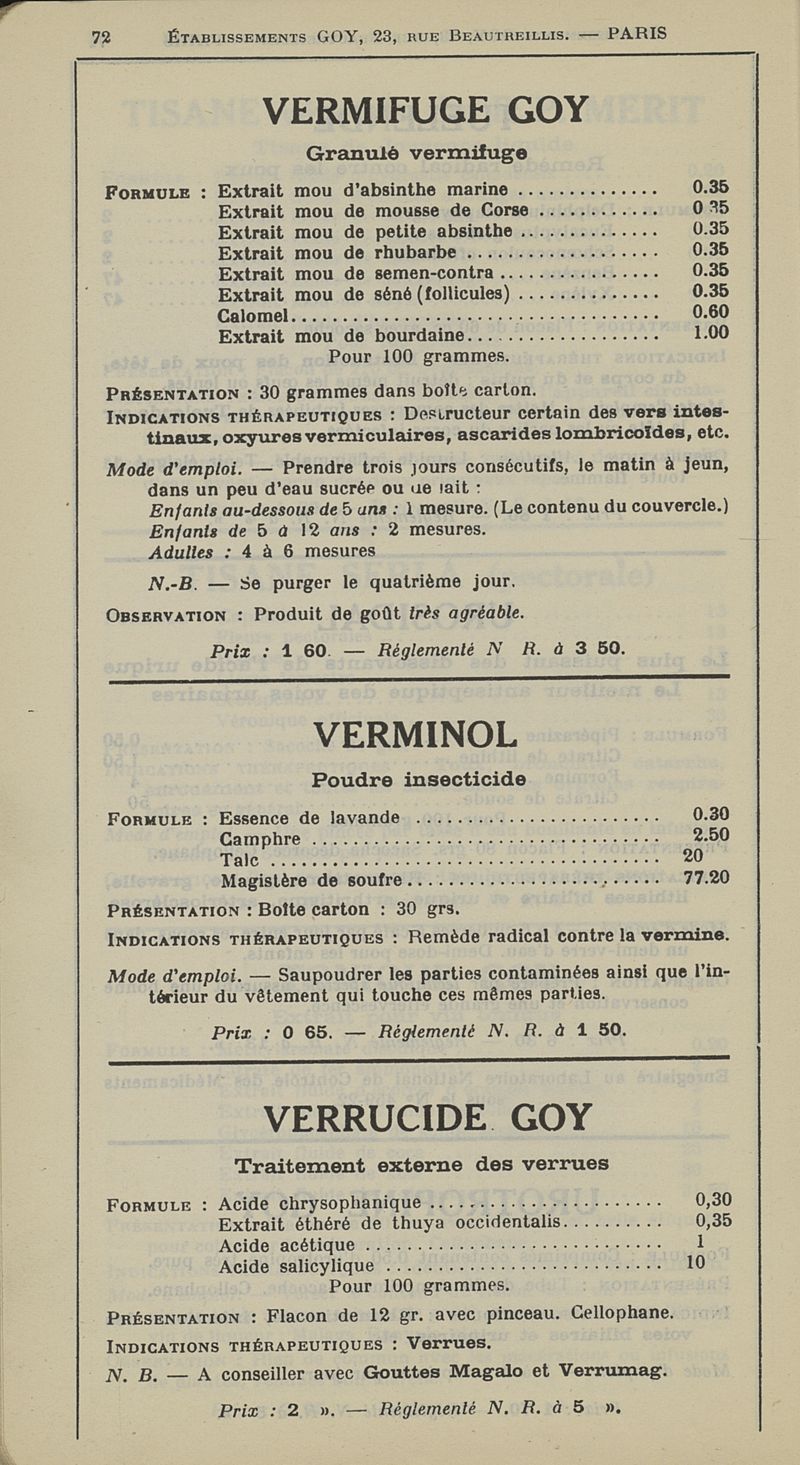 72 ÉTABLISSEMENTS GOY, 23, RUE BEAUTREILLIS. — PARIS
VERMIFUGE GOY
Granulé vermifuge
FORMULE : Extrait mou d'absinthe marine .............. 0.35
Extrait mou de mousse de Corse ............ 0 35
Extrait mou de petite absinthe .............. 0.35
Extrait mou de rhubarbe ................... 0.35
Extrait mou de semen-contra ................ 0.35
Extrait mou de séné (follicules) .............. 0.35
Calomel.................................... 0.60
Extrait mou de bourdaine................... 1.00
Pour 100 grammes.
PRÉSENTATION : 30 grammes dans boîte carton.
INDICATIONS THÉRAPEUTIQUES : Destructeur certain des vers intes-
tinaux, oxyures vermiculaires, ascarides lombricoïdes, etc.
Mode d'emploi. — Prendre trois jours consécutifs, le matin à jeun,
dans un peu d'eau sucrée ou de lait :
Enfants au-dessous de 5 ans : 1 mesure. (Le contenu du couvercle.)
Enfants de 5 à 12 ans : 2 mesures.
Adultes : 4 à 6 mesures
N.-B. — Se purger le quatrième jour.
OBSERVATION : Produit de goût très agréable.
Prix : 1 60. — Réglementé N R. à 3 50.
VERMINOL
Poudre insecticide
FORMULE : Essence de lavande ........................ 0.30
Camphre .................................. 2.50
Talc ...................................... 20
Magistère de soufre......................... 77.20
PRÉSENTATION : Boîte carton : 30 grs.
INDICATIONS THÉRAPEUTIQUES : Remède radical contre la vermine.
Mode d'emploi. — Saupoudrer les parties contaminées ainsi que l'in-
térieur du vêtement qui touche ces mêmes parties.
Prix : 0 65. — Réglementé N. R. à 1 50.
VERRUCIDE GOY
Traitement externe des verrues
FORMULE : Acide chrysophanique ....................... 0,30
Extrait éthéré de thuya occidentalis.......... 0,35
Acide acétique ............................. 1
Acide salicylique ........................... 10
Pour 100 grammes.
PRÉSENTATION : Flacon de 12 gr. avec pinceau. Cellophane.
INDICATIONS THÉRAPEUTIQUES : Verrues.
N. B. — A conseiller avec Gouttes Magalo et Verrumag.
Prix : 2 ». — Réglementé N. R. à 5 ».